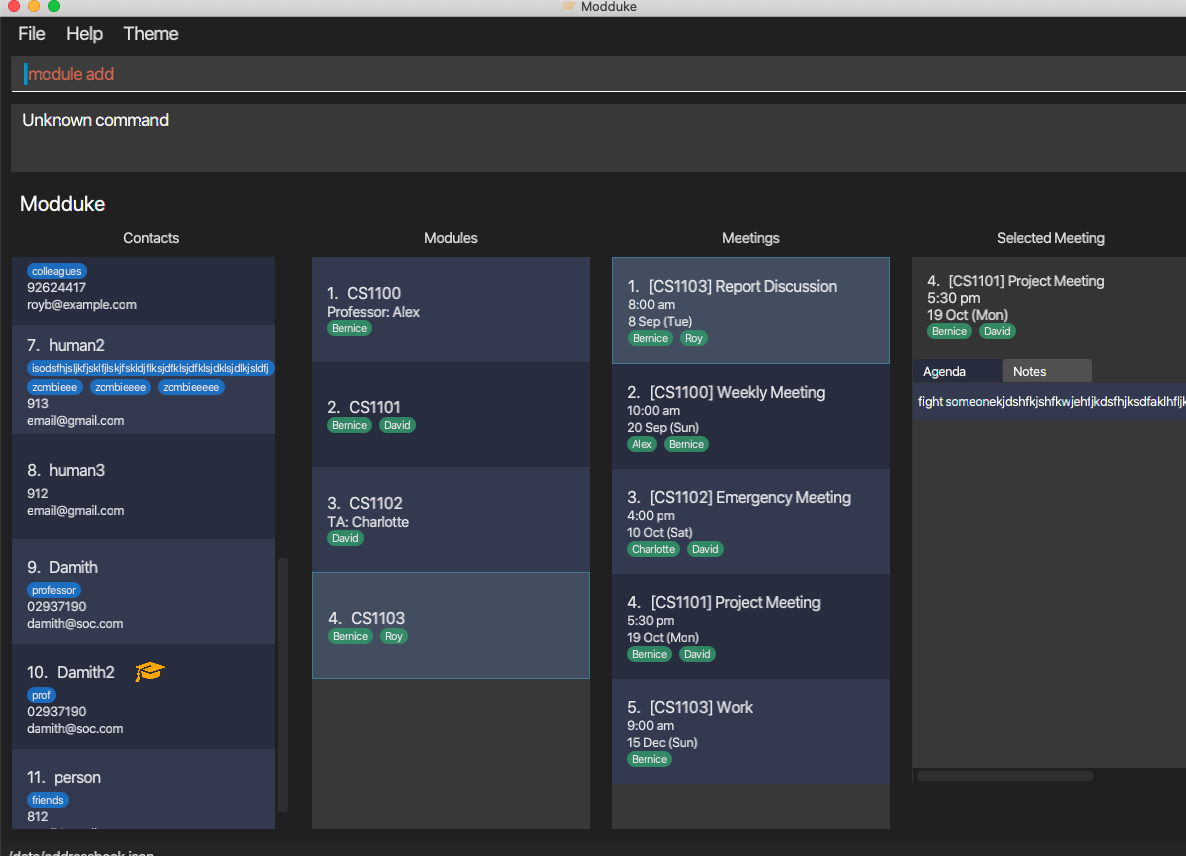 Modduke
File Help Theme
module add
Unknown command
Modduke
Contacts
colleagues
92624417
royb@example.com
7. human2
zombieee zombieeee zombieeeee
913
email@gmail.com
8. human3
912
email@gmail.com
9. Damith
professor
02937190
damith@soc.com
10. Damith2
prof
02937190
damith@soc.com
11. person
friends
812
Modules
1. CS1100
Professor: Alex
Bernice
2. CS1101
Bernice David
3. CS1102
TA: Charlotte
David
4. CS1103
Bernice Roy
Meetings
1. [CS1103] Report Discussion
8:00 am
8 Sep (Tue)
Bernice Roy
2. [CS1100] Weekly Meeting
10:00 am
20 Sep (Sun)
Alex Bernice
3. [CS1102] Emergency Meeting
4:00 pm
10 Oct (Sat)
Charlotte David
4. [CS1101] Project Meeting
5:30 pm
19 Oct (Mon)
Bernice David
5. [CS1103] Work
9:00 am
15 Dec (Sun)
Bernice
Selected Meeting
4. [CS1101] Project Meeting
5:30 pm
19 Oct (Mon)
Bernice David
Agenda Notes
fight